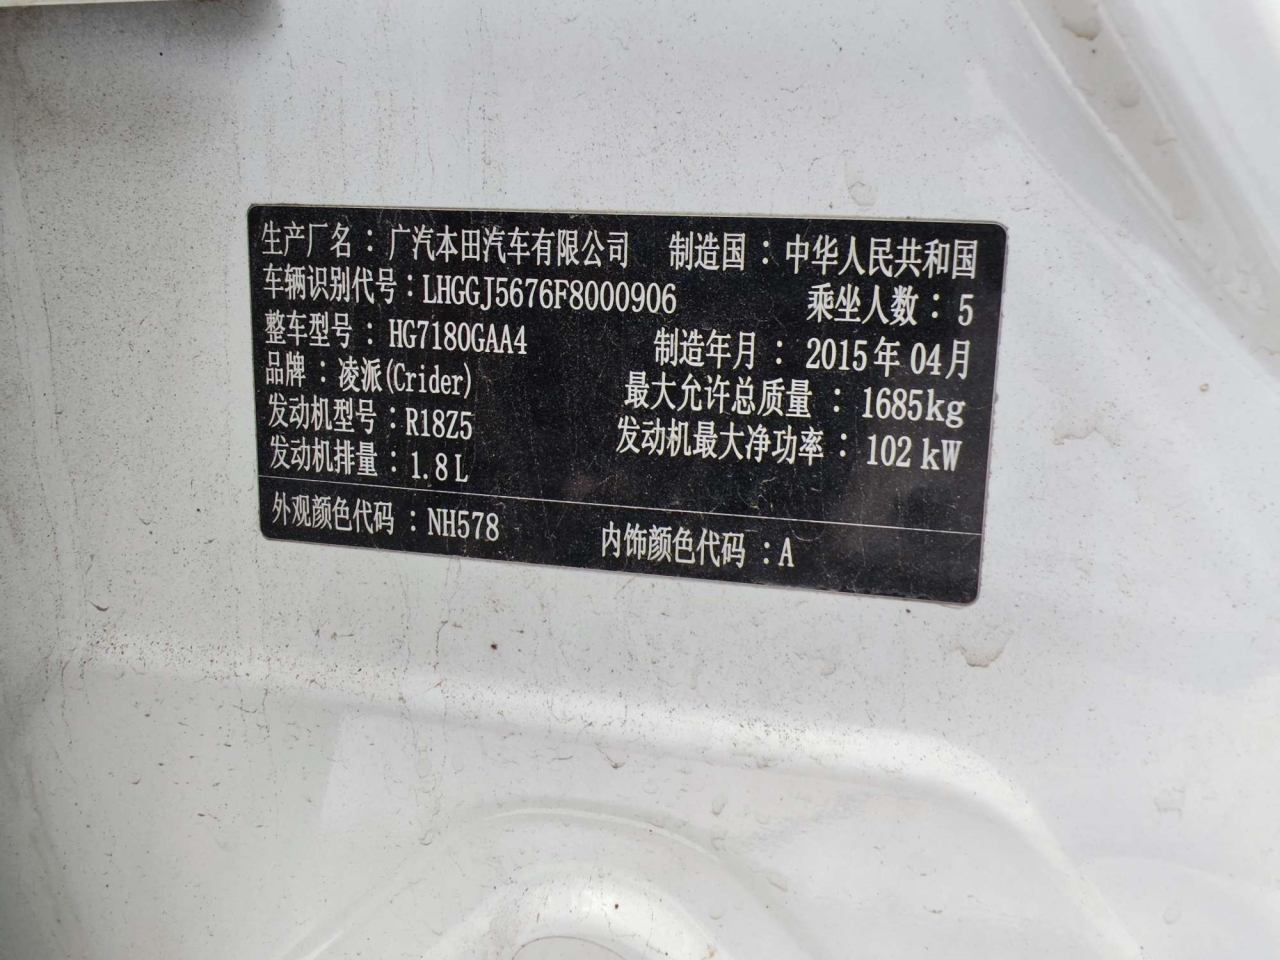 生产厂名：广汽本田汽车有限公司 制造国：中华人民共和国
车辆识别代号：LHGGJ5676F8000906 乘坐人数：5
整车型号：HG7180GAA4 制造年月：2015年04月
品牌：凌派(Crider) 最大允许总质量：1685kg
发动机型号：R18Z5 发动机最大净功率：102kW
发动机排量：1.8L
外观颜色代码：NH578 内饰颜色代码：A